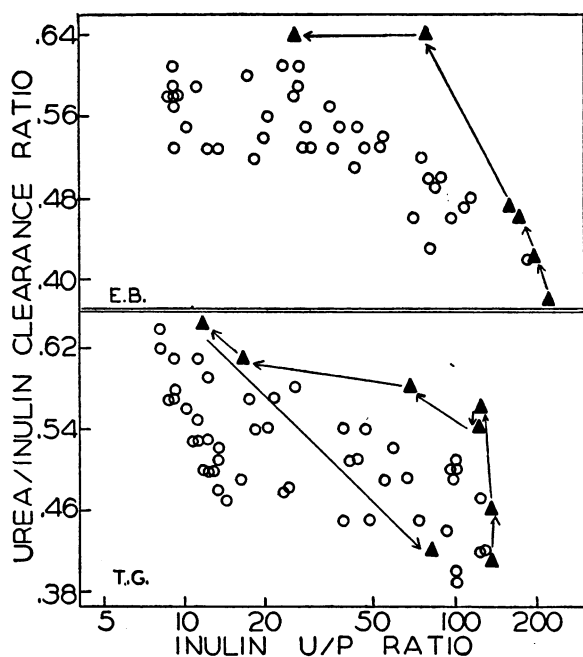 UREA/INULIN CLEARANCE RATIO
.64
.56
.48
.40
E.B.
.62
.54
.46
.38
T.G.
5 10 20 50 100 200
INULIN U/P RATIO